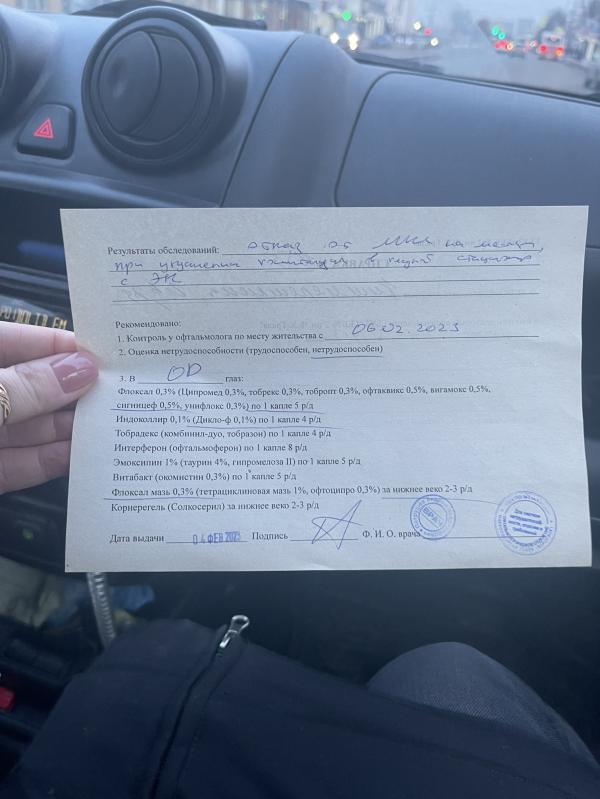 Результаты обследований: отказ от МКЛ на месяц,
при ухудшении в глазной стационар
с ЭК
Рекомендовано:
1. Контроль у офтальмолога по месту жительства с 06.02.2023
2. Оценка нетрудоспособности (трудоспособен, нетрудоспособен)
3. В OD глаз:
Флоксал 0,3% (Ципромед 0,3%, тобрекс 0,3%, тобропт 0,3%, офтаквикс 0,5%, вигамокс 0,5%,
сигницеф 0,5%, унифлокс 0,3%) по 1 капле 5 р/д
Индоколлир 0,1% (Дикло-ф 0,1%) по 1 капле 4 р/д
Тобрадекс (комбинил-дуо, тобразон) по 1 капле 4 р/д
Интерферон (офтальмоферон) по 1 капле 8 р/д
Эмоксипин 1% (таурин 4%, гипромелоза П) по 1 капле 5 р/д
Витабакт (окомистин 0,3%) по 1 капле 5 р/д
Флоксал мазь 0,3% (тетрациклиновая мазь 1%, офтоципро 0,3%) за нижнее веко 2-3 р/д
Корнерегель (Солкосерил) за нижнее веко 2-3 р/д
Дата выдачи 04 ФЕВ 2023 Подпись Ф. И. О. врача
ВРАЧ